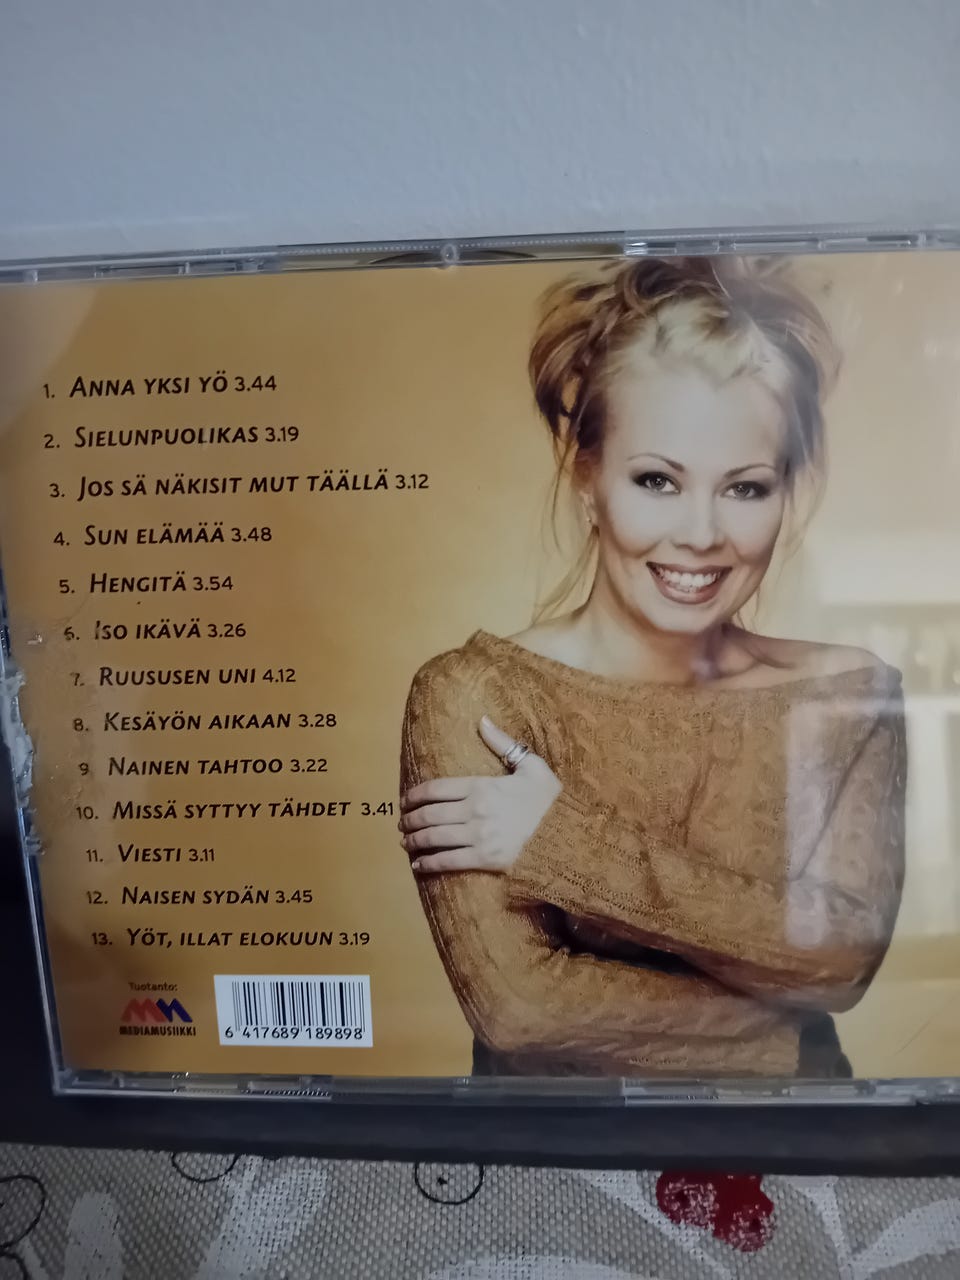 1. ANNA YKSI YÖ 3.44
2. SIELUNPUOLIKAS 3.19
3. JOS SÄ NÄKISIT MUT TÄÄLLÄ 3.12
4. SUN ELÄMÄÄ 3.48
5. HENGITÄ 3.54
6. ISO IKÄVÄ 3.26
7. RUUSUSEN UNI 4.12
8. KESÄYÖN AIKAAN 3.28
9 NAINEN TAHTOO 3.22
10. MISSÄ SYTTYY TÄHDET 3.41
11. VIESTI 3.11
12. NAISEN SYDÄN 3.45
13. YÖT, ILLAT ELOKUUN 3.19
Tuotanto:
MEDIAMUSIIKKI
6 417689 189898